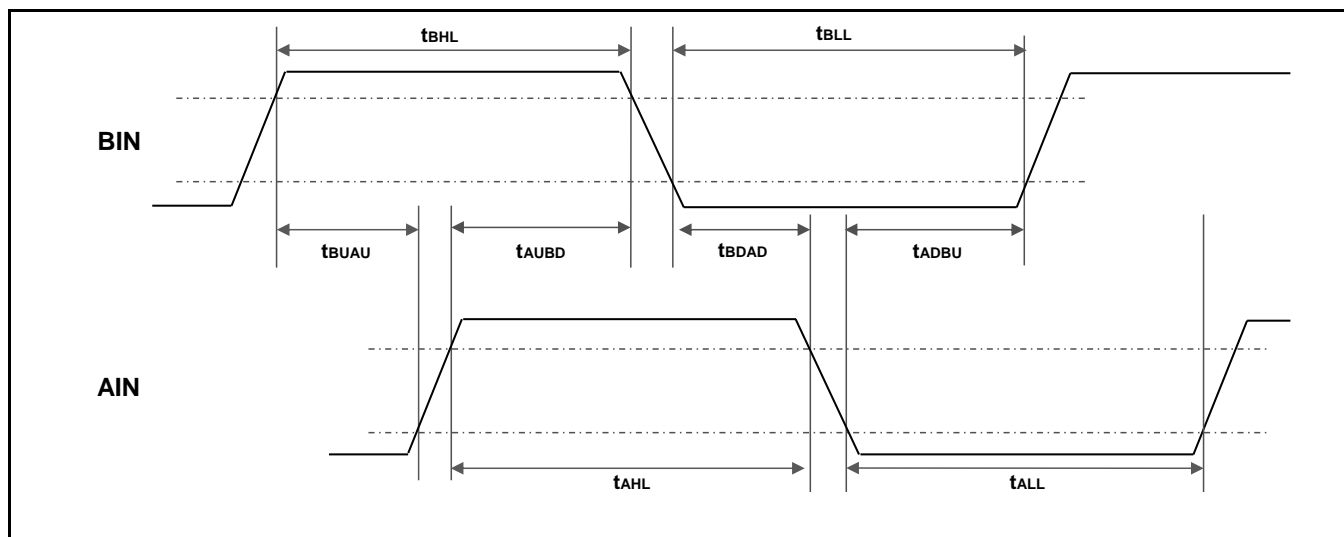 tBHL
tBLL
BIN
tBUAU
tAUBD
tBDAD
tADBU
AIN
tAHL
tALL